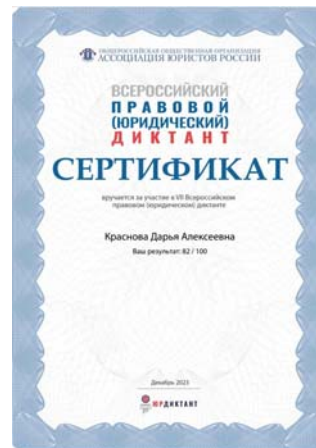 ОБЩЕРОССИЙСКАЯ ОБЩЕСТВЕННАЯ ОРГАНИЗАЦИЯ
АССОЦИАЦИЯ ЮРИСТОВ РОССИИ
ВСЕРОССИЙСКИЙ
ПРАВОВОЙ
(ЮРИДИЧЕСКИЙ)
ДИКТАНТ
СЕРТИФИКАТ
вручается за участие в VII Всероссийском
правовом (юридическом) диктанте
Краснова Дарья Алексеевна
Ваш результат: 82 / 100
Декабрь 2023
ЮРДИКТАНТ